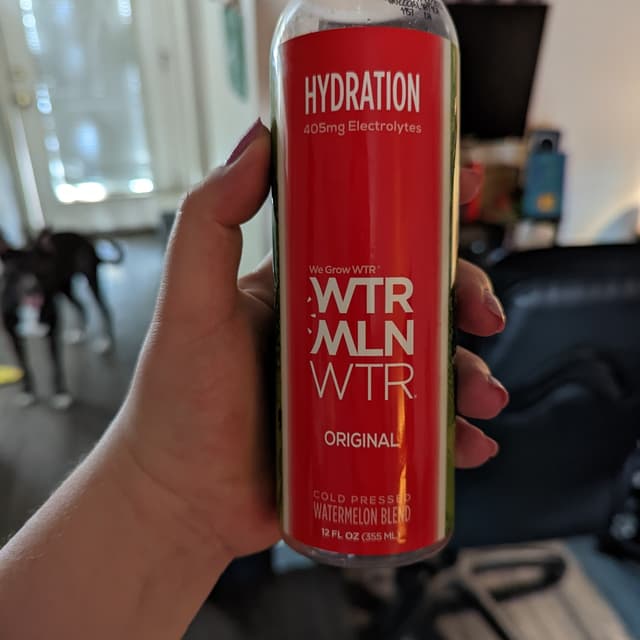 HYDRATION
405mg Electrolytes
We Grow WTR
WTR
MLN
WTR
ORIGINAL
COLD PRESSED
WATERMELON BLEND
12 FL OZ (355 ML)